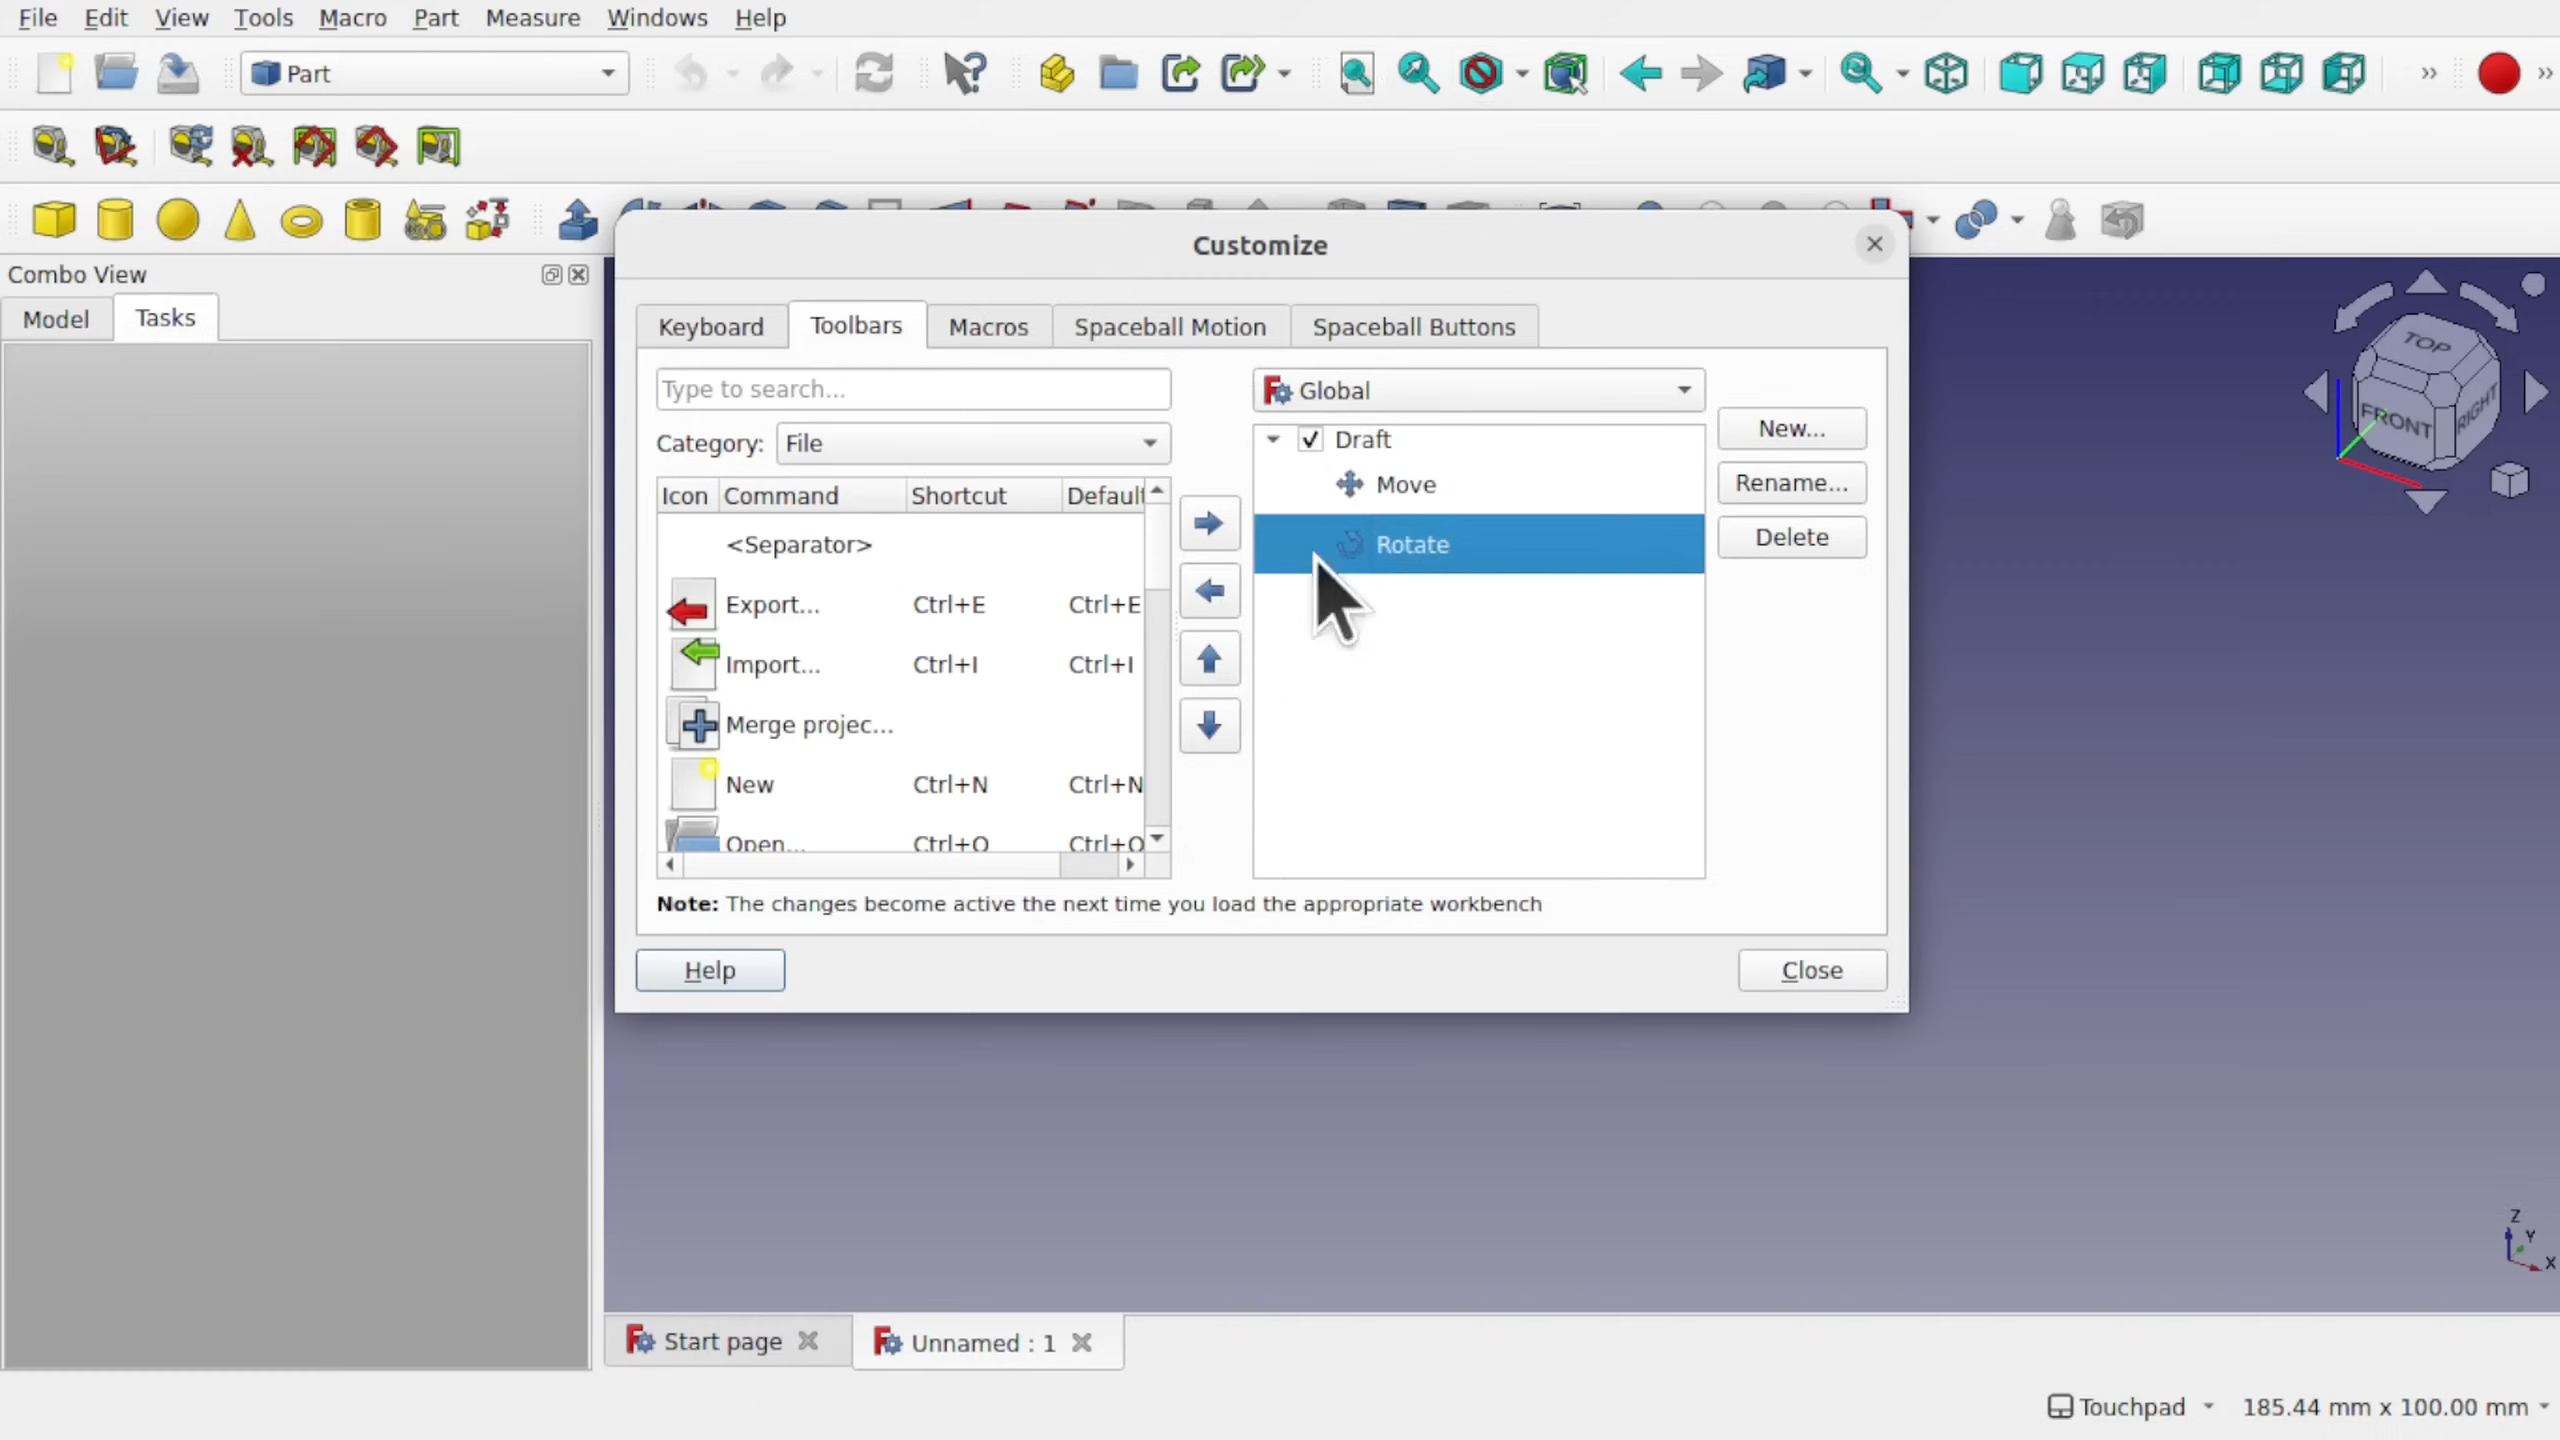 File Edit View Tools Macro Part Measure Windows Help
Part
Combo View
Model Tasks
Customize
Keyboard Toolbars Macros Spaceball Motion Spaceball Buttons
Type to search...
Category: File
Icon Command Shortcut Default
<Separator>
Export... Ctrl+E Ctrl+E
Import... Ctrl+I Ctrl+I
Merge projec...
New Ctrl+N Ctrl+N
Open... Ctrl+O Ctrl+O
Global
Draft
Move
Rotate
New...
Rename...
Delete
Note: The changes become active the next time you load the appropriate workbench
Help Close
TOP
FRONT RIGHT
Z
Y
X
Start page Unnamed : 1
Touchpad 185.44 mm x 100.00 mm